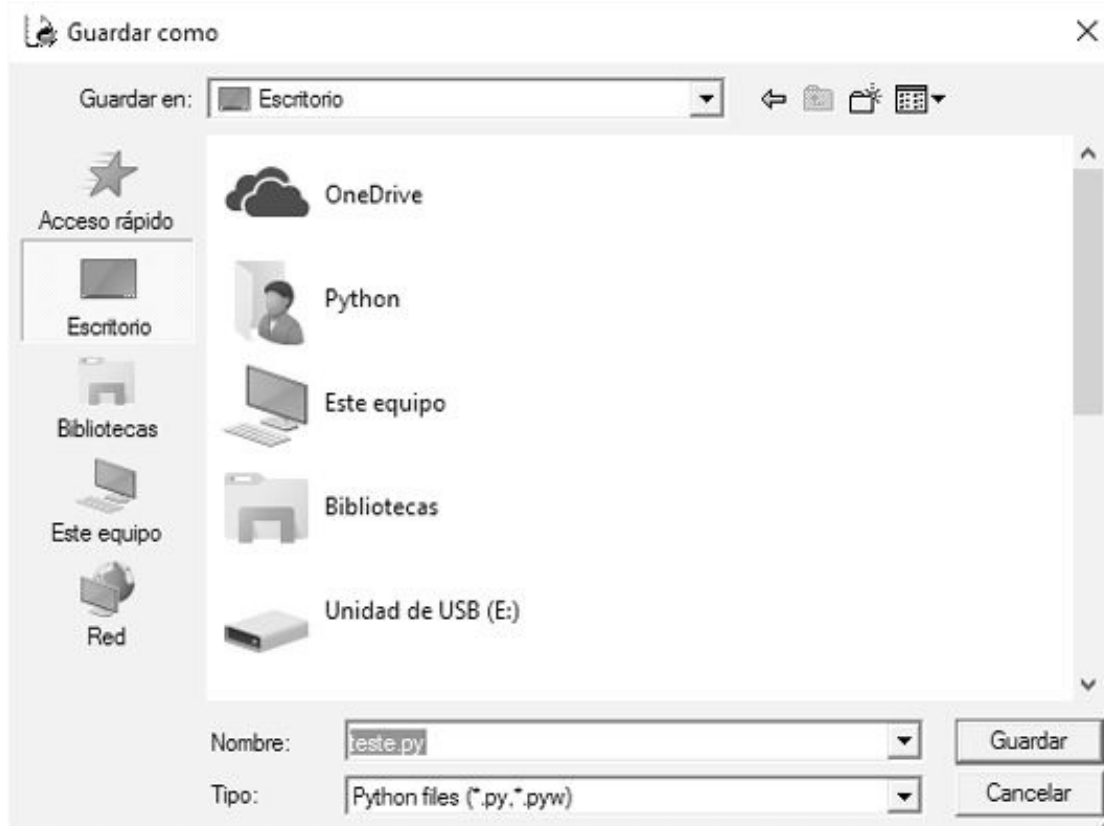 Guardar como
Guardar en:
Escritorio
Acceso rápido
Escritorio
Bibliotecas
Este equipo
Red
OneDrive
Python
Este equipo
Bibliotecas
Unidad de USB (E:)
Nombre:
teste.py
Guardar
Tipo:
Python files (*.py,*.pyw)
Cancelar